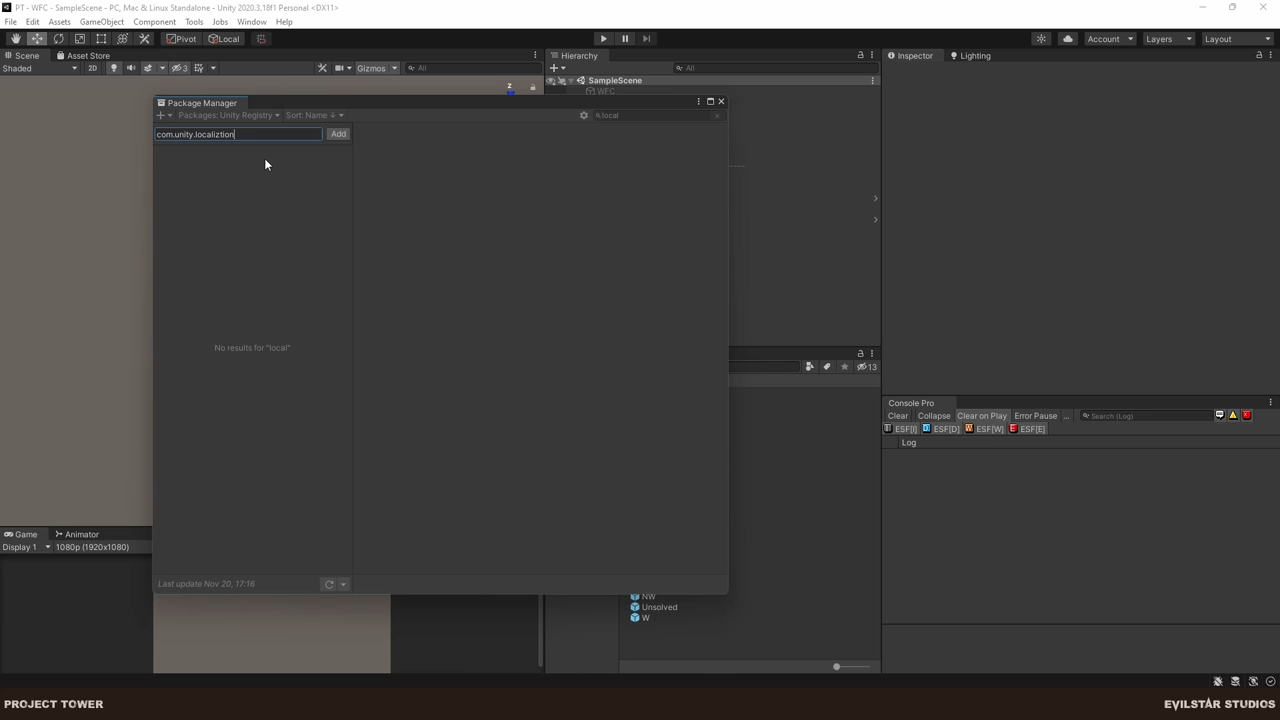 PT - WFC - SampleScene - PC, Mac & Linux Standalone - Unity 2020.3.18f1 Personal <DX11>
File Edit Assets GameObject Component Tools Jobs Window Help
Pivot Local Account Layers Layout
Scene Asset Store Hierarchy Inspector Lighting
Shaded 2D 3 Gizmos All All
z
SampleScene
WFC
Package Manager
Packages: Unity Registry Sort: Name ↓ local
com.unity.localiztion Add
No results for "local"
13
Console Pro
Clear Collapse Clear on Play Error Pause ... Search (Log)
ESF[I] ESF[D] ESF[W] ESF[E]
Log
Game Animator
Display 1 1080p (1920x1080)
Last update Nov 20, 17:16
NW
Unsolved
W
PROJECT TOWER EVILSTAR STUDIOS